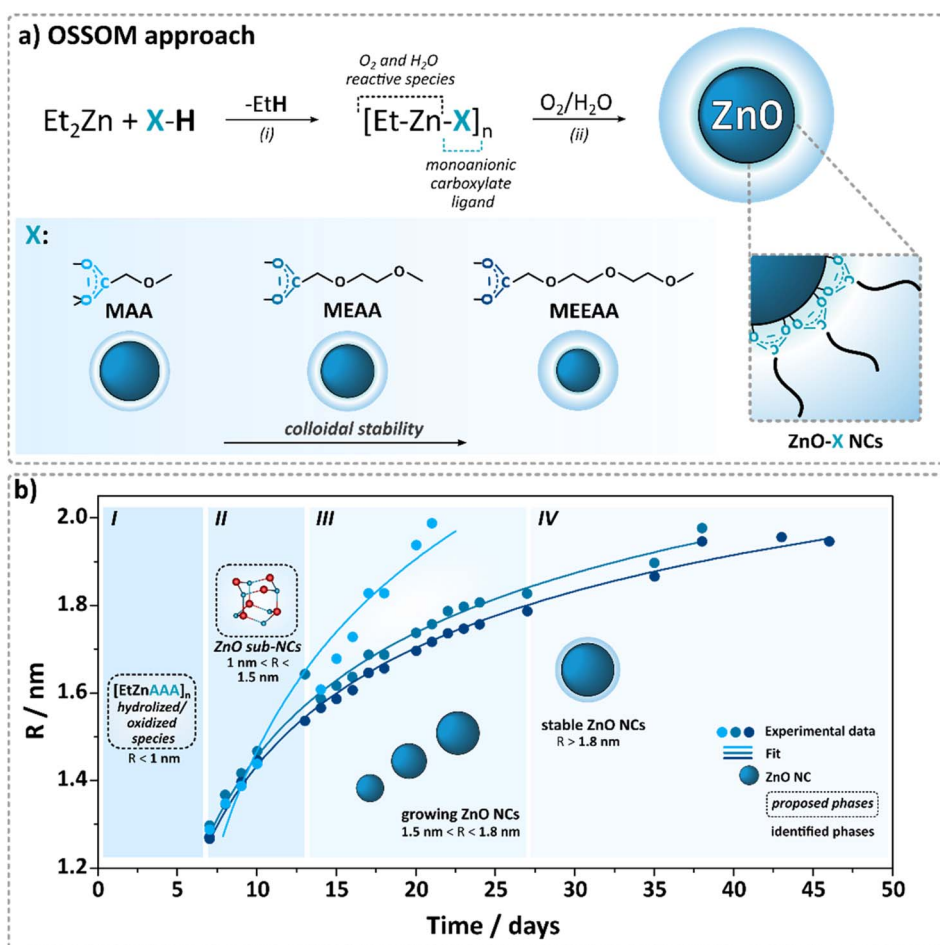 a) OSSOM approach
O₂ and H₂O
reactive species
Et₂Zn + X-H
-EtH
(i)
[Et-Zn-X]ₙ
O₂/H₂O
(ii)
ZnO
monoanionic
carboxylate
ligand
X:
O
C
O
O
MAA
O
C
O
O
O
MEAA
O
C
O
O
O
O
MEEAA
colloidal stability
O
C
O
O
C
O
O
C
O
ZnO-X NCs
b)
2.0
1.8
1.6
1.4
1.2
R / nm
I
II
III
IV
[EtZnAAA]ₙ
hydrolized/
oxidized
species
R < 1 nm
ZnO sub-NCs
1 nm < R <
1.5 nm
growing ZnO NCs
1.5 nm < R < 1.8 nm
stable ZnO NCs
R > 1.8 nm
Experimental data
Fit
ZnO NC
proposed phases
identified phases
0 5 10 15 20 25 30 35 40 45 50
Time / days